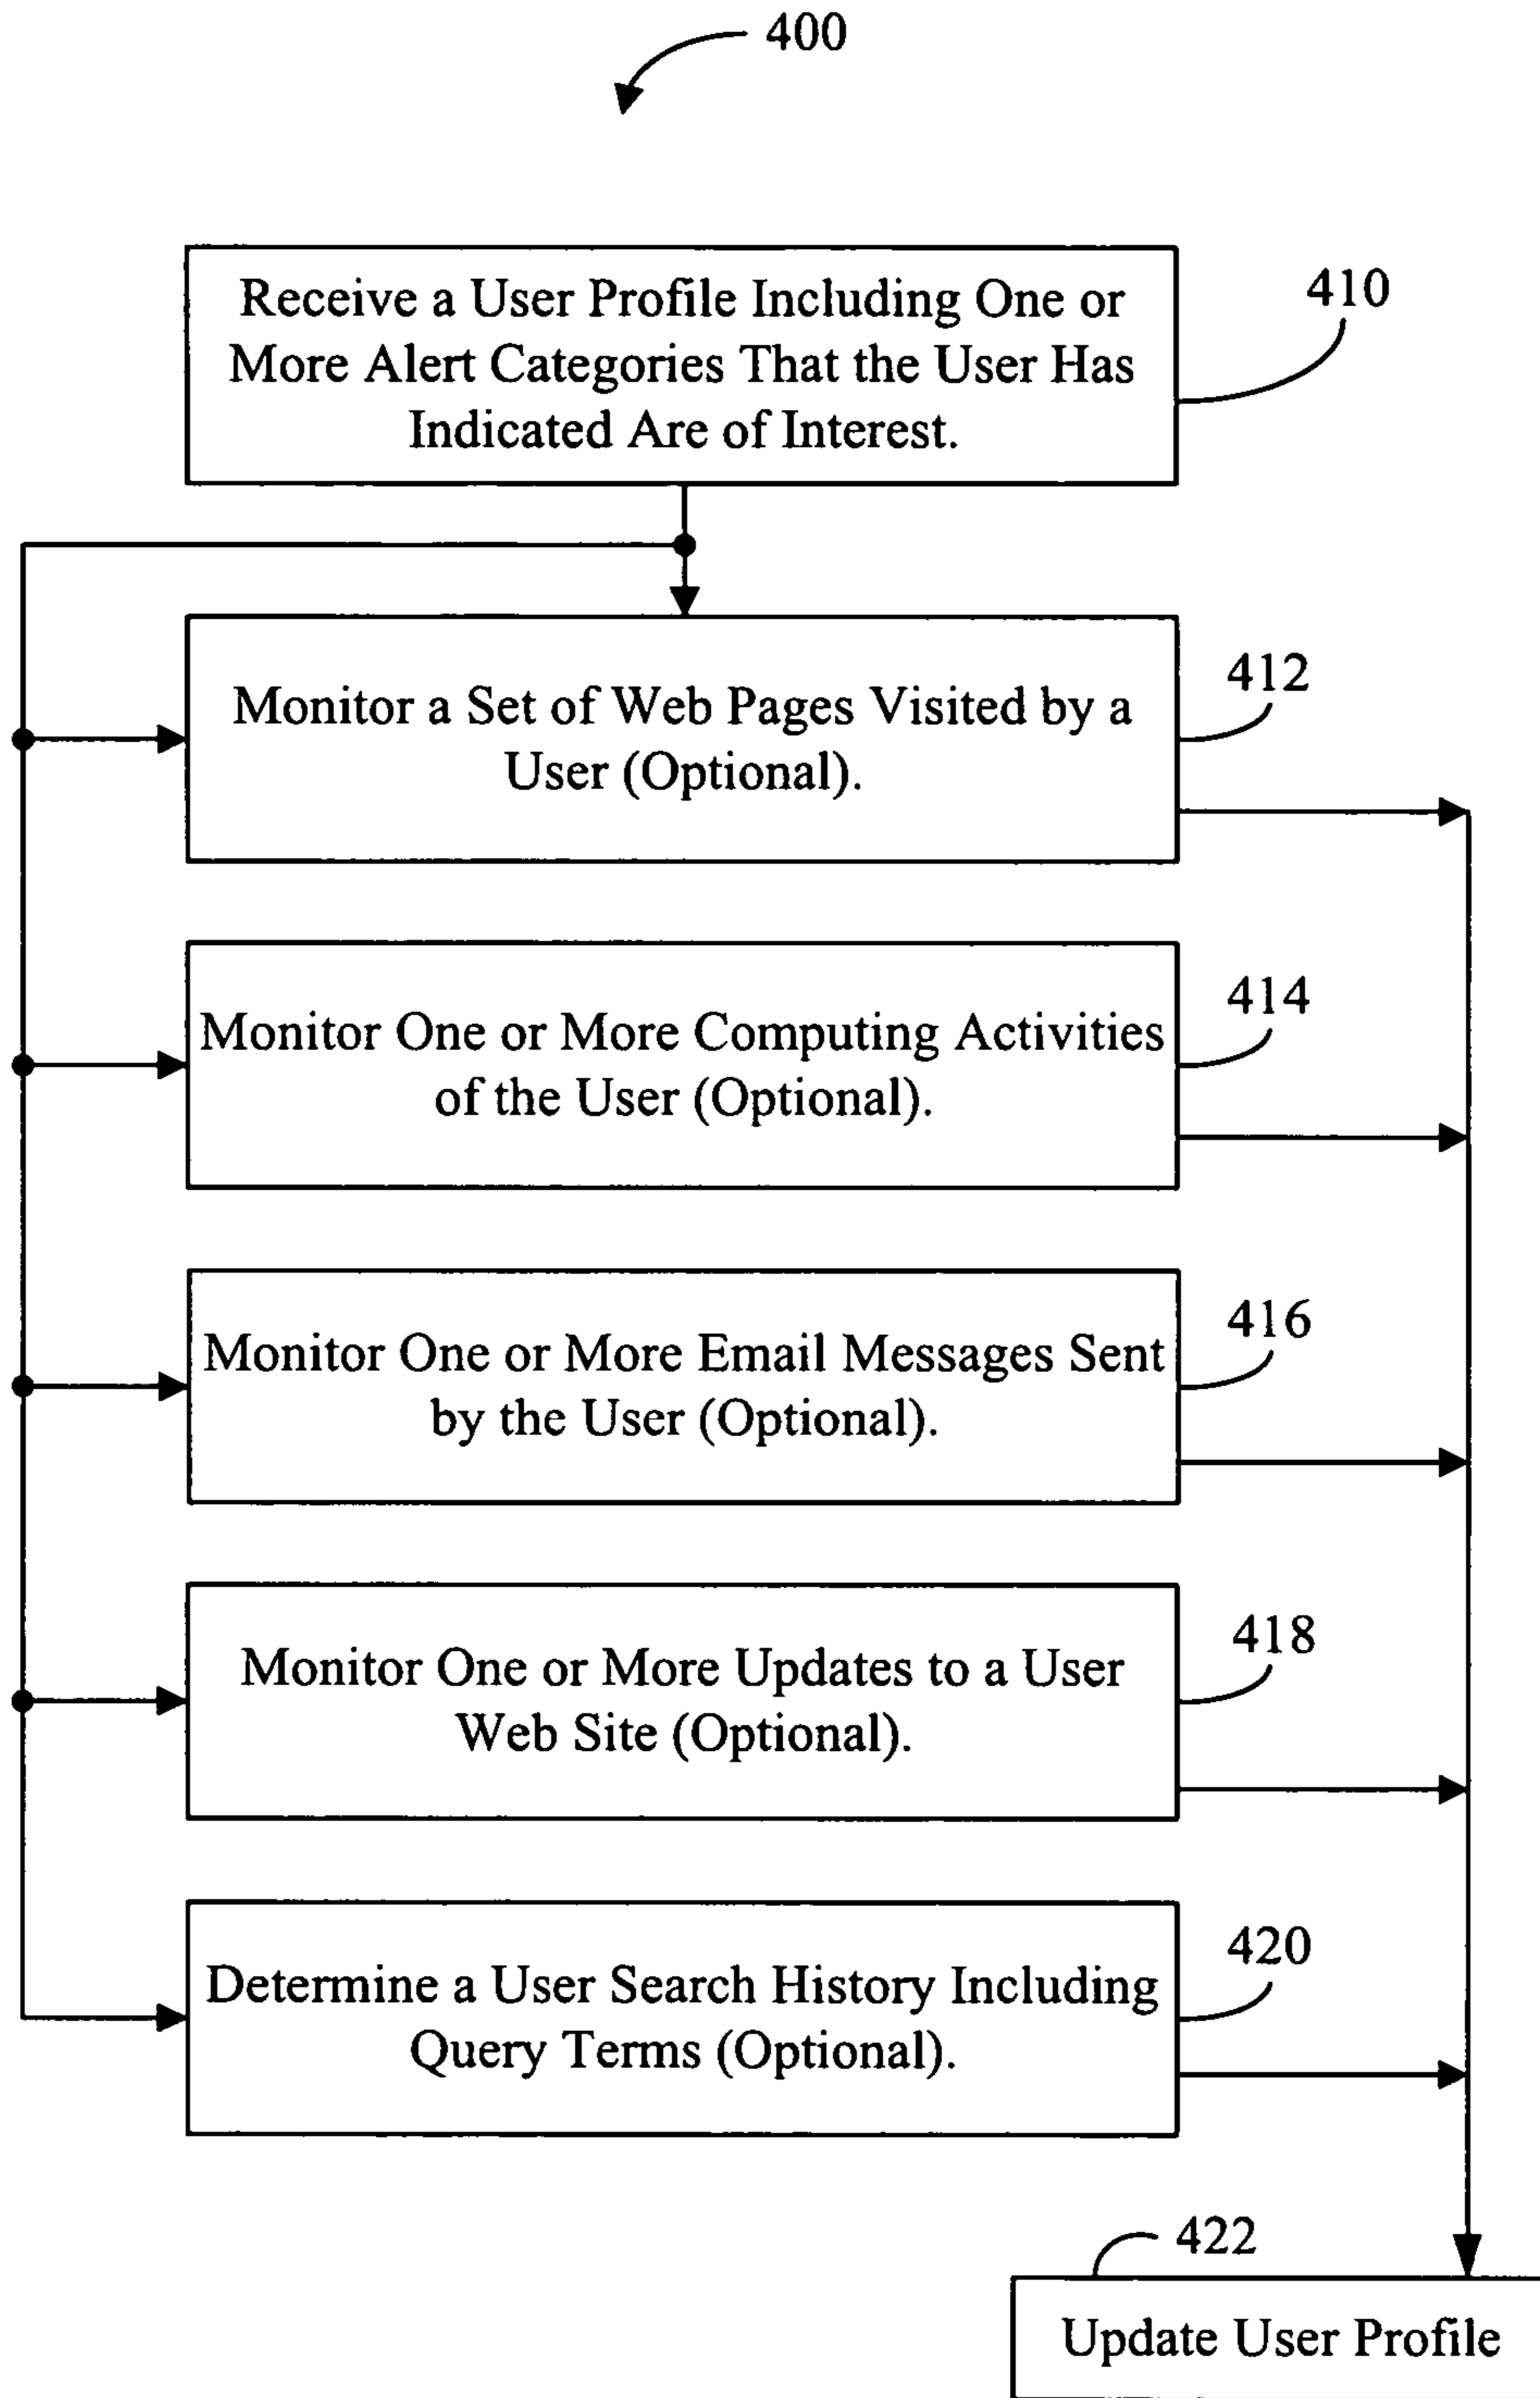 400
Receive a User Profile Including One or
More Alert Categories That the User Has
Indicated Are of Interest.
410
Monitor a Set of Web Pages Visited by a
User (Optional).
412
Monitor One or More Computing Activities
of the User (Optional).
414
Monitor One or More Email Messages Sent
by the User (Optional).
416
Monitor One or More Updates to a User
Web Site (Optional).
418
Determine a User Search History Including
Query Terms (Optional).
420
422
Update User Profile